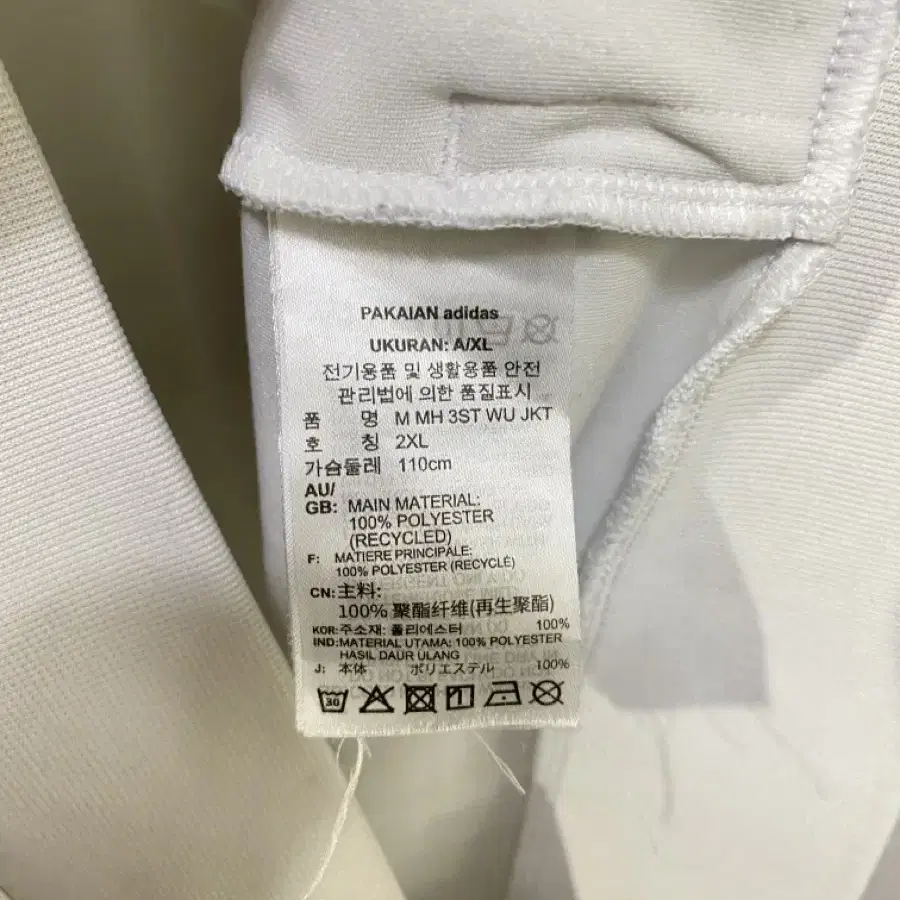 PAKAIAN adidas
UKURAN: A/XL
전기용품 및 생활용품 안전
관리법에 의한 품질표시
품 명 M MH 3ST WU JKT
호 칭 2XL
가슴둘레 110cm
AU/
GB: MAIN MATERIAL:
100% POLYESTER
(RECYCLED)
F: MATIERE PRINCIPALE:
100% POLYESTER (RECYCLÉ)
CN: 主料:
100% 聚酯纤维(再生聚酯)
KOR: 주소재: 폴리에스터 100%
IND: MATERIAL UTAMA: 100% POLYESTER
HASIL DAUR ULANG
J: 本体 ポリエステル 100%
30